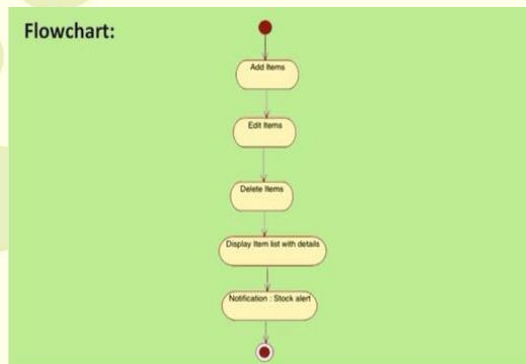 Flowchart:
Add Items
Edit Items
Delete Items
Display Item list with details
Notification : Stock alert